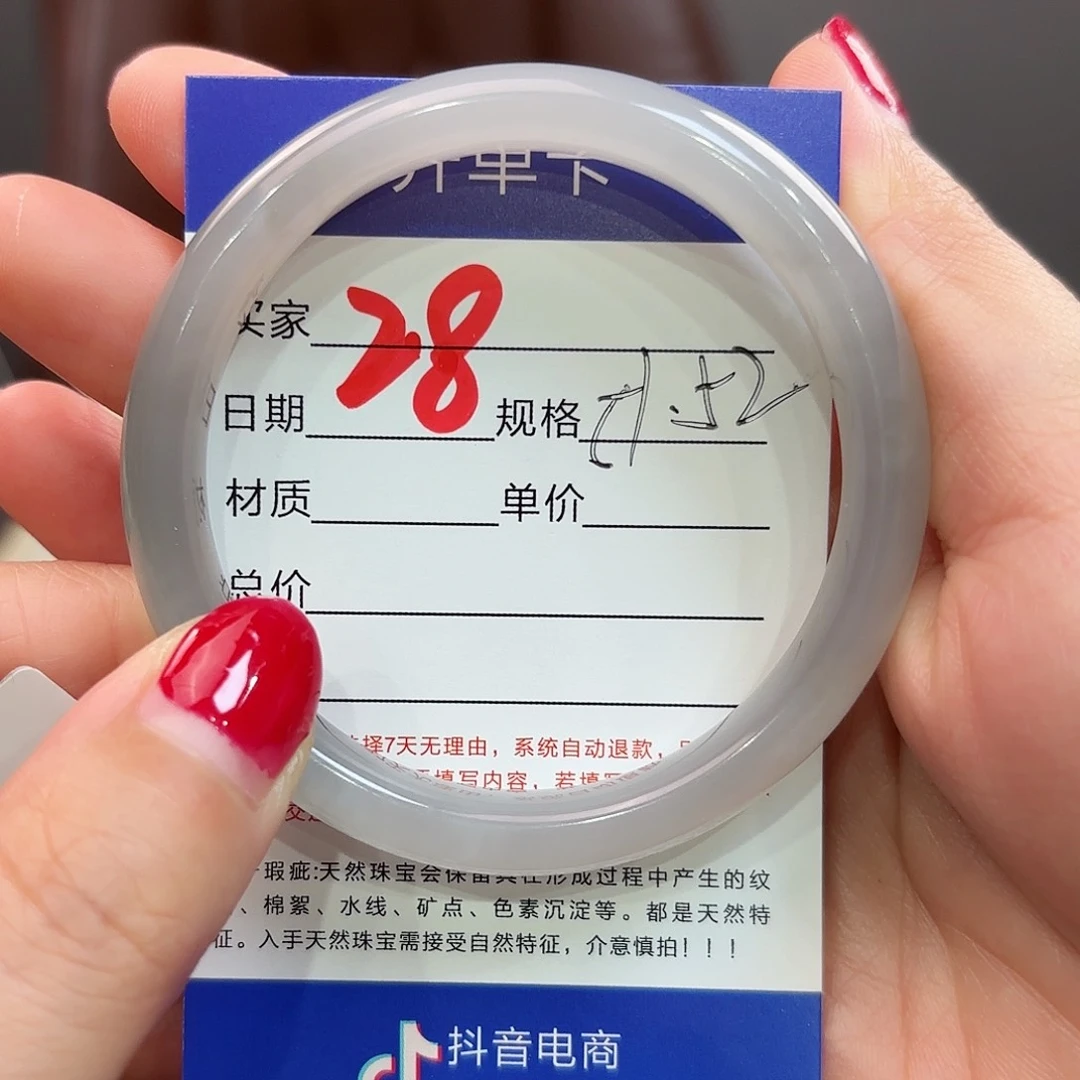 开单卡
买家
28
日期 规格 .52
材质 单价
总价
择7天无理由，系统自动退款，
填写内容，若填写
瑕疵:天然珠宝会保留其在形成过程中产生的纹
、棉絮、水线、矿点、色素沉淀等。都是天然特
征。入手天然珠宝需接受自然特征，介意慎拍！！！
抖音电商